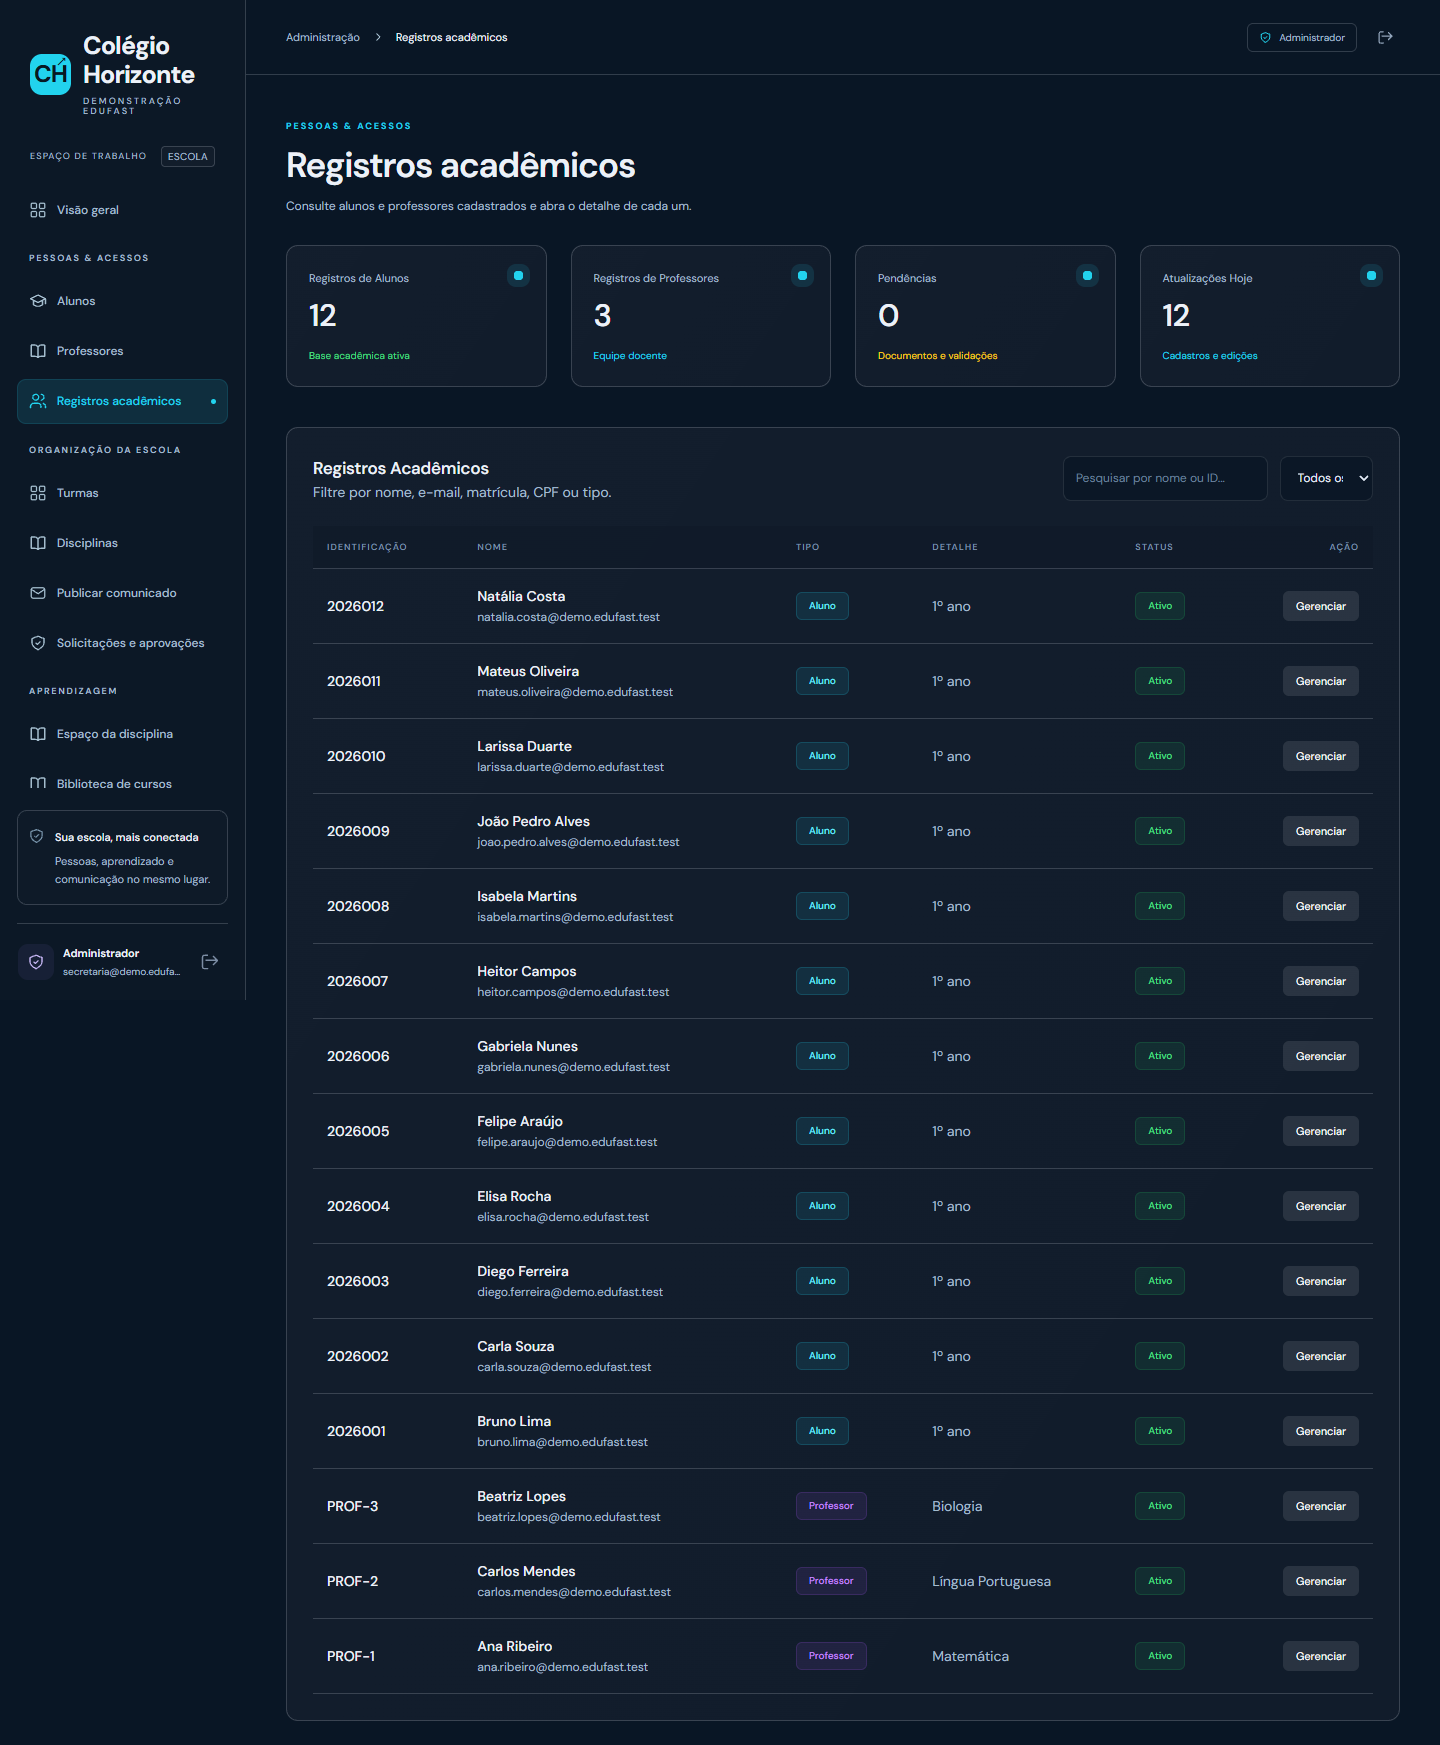 Colégio
Horizonte
DEMONSTRAÇÃO
EDUFAST
CH
ESPAÇO DE TRABALHO
ESCOLA
Visão geral
PESSOAS & ACESSOS
Alunos
Professores
Registros acadêmicos
ORGANIZAÇÃO DA ESCOLA
Turmas
Disciplinas
Publicar comunicado
Solicitações e aprovações
APRENDIZAGEM
Espaço da disciplina
Biblioteca de cursos
Sua escola, mais conectada
Pessoas, aprendizado e
comunicação no mesmo lugar.
Administrador
secretaria@demo.edufa...
Administração
Registros acadêmicos
Administrador
PESSOAS & ACESSOS
Registros acadêmicos
Consulte alunos e professores cadastrados e abra o detalhe de cada um.
Registros de Alunos
12
Base acadêmica ativa
Registros de Professores
3
Equipe docente
Pendências
0
Documentos e validações
Atualizações Hoje
12
Cadastros e edições
Registros Acadêmicos
Filtre por nome, e-mail, matrícula, CPF ou tipo.
Pesquisar por nome ou ID...
Todos os
IDENTIFICAÇÃO NOME TIPO DETALHE STATUS AÇÃO
2026012 Natália Costa Aluno 1º ano Ativo Gerenciar
natalia.costa@demo.edufast.test
2026011 Mateus Oliveira Aluno 1º ano Ativo Gerenciar
mateus.oliveira@demo.edufast.test
2026010 Larissa Duarte Aluno 1º ano Ativo Gerenciar
larissa.duarte@demo.edufast.test
2026009 João Pedro Alves Aluno 1º ano Ativo Gerenciar
joao.pedro.alves@demo.edufast.test
2026008 Isabela Martins Aluno 1º ano Ativo Gerenciar
isabela.martins@demo.edufast.test
2026007 Heitor Campos Aluno 1º ano Ativo Gerenciar
heitor.campos@demo.edufast.test
2026006 Gabriela Nunes Aluno 1º ano Ativo Gerenciar
gabriela.nunes@demo.edufast.test
2026005 Felipe Araújo Aluno 1º ano Ativo Gerenciar
felipe.araujo@demo.edufast.test
2026004 Elisa Rocha Aluno 1º ano Ativo Gerenciar
elisa.rocha@demo.edufast.test
2026003 Diego Ferreira Aluno 1º ano Ativo Gerenciar
diego.ferreira@demo.edufast.test
2026002 Carla Souza Aluno 1º ano Ativo Gerenciar
carla.souza@demo.edufast.test
2026001 Bruno Lima Aluno 1º ano Ativo Gerenciar
bruno.lima@demo.edufast.test
PROF-3 Beatriz Lopes Professor Biologia Ativo Gerenciar
beatriz.lopes@demo.edufast.test
PROF-2 Carlos Mendes Professor Língua Portuguesa Ativo Gerenciar
carlos.mendes@demo.edufast.test
PROF-1 Ana Ribeiro Professor Matemática Ativo Gerenciar
ana.ribeiro@demo.edufast.test